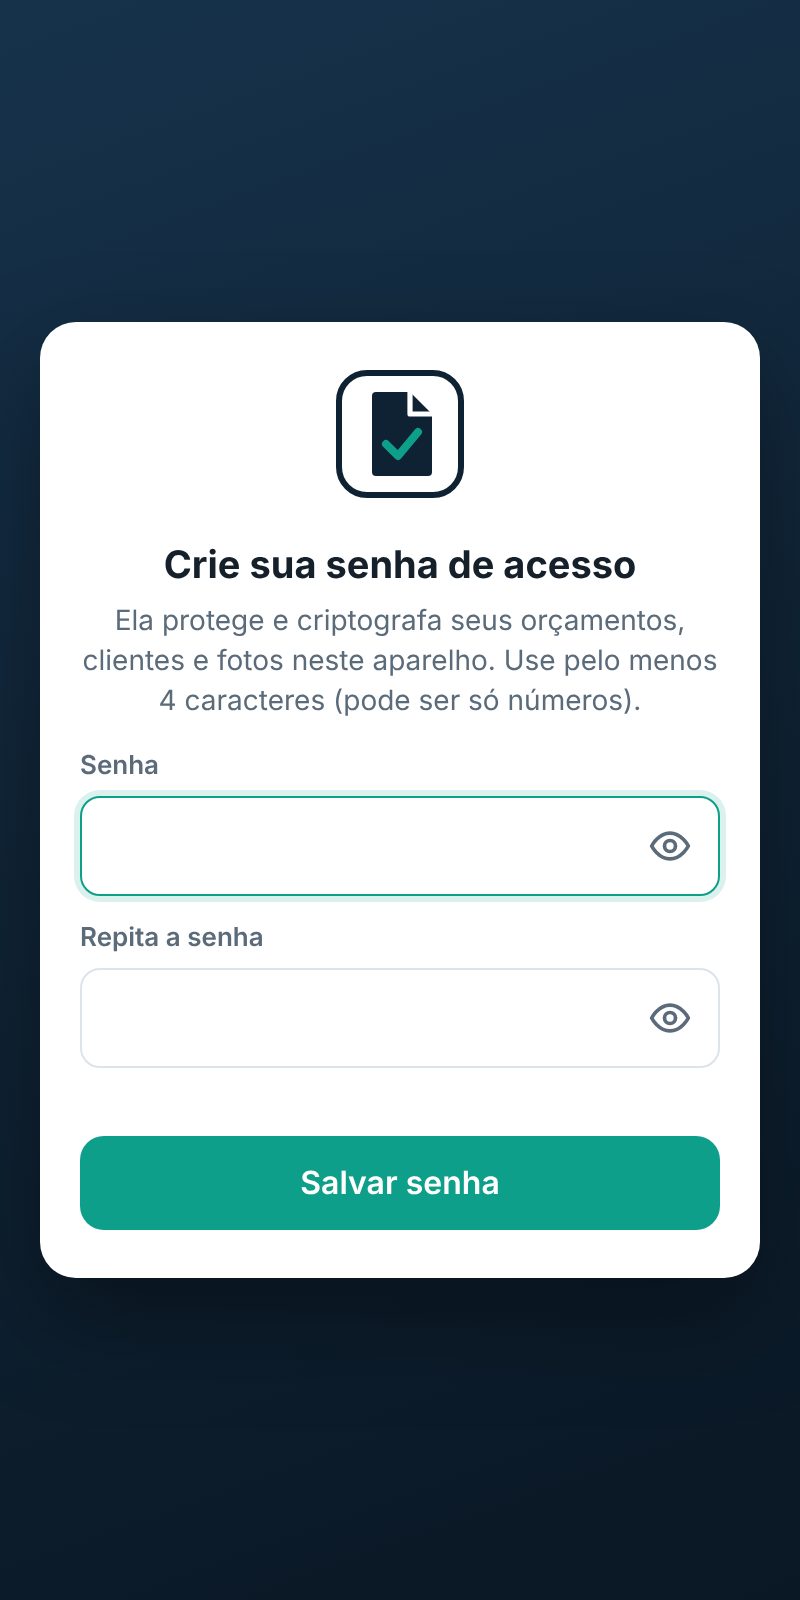 Crie sua senha de acesso
Ela protege e criptografa seus orçamentos,
clientes e fotos neste aparelho. Use pelo menos
4 caracteres (pode ser só números).
Senha
Repita a senha
Salvar senha